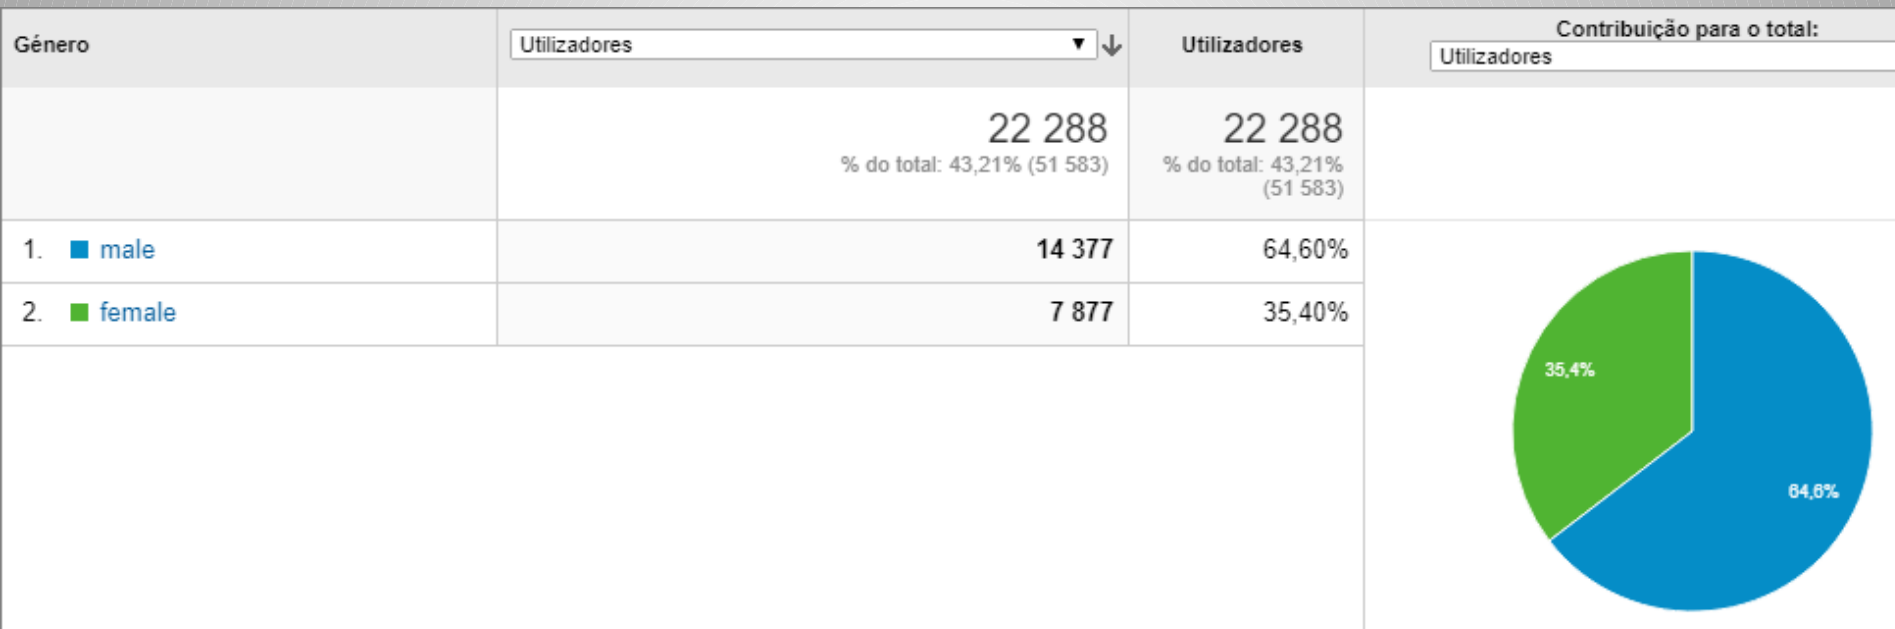 Género
Utilizadores ▼
Utilizadores
Contribuição para o total:
Utilizadores
22 288
% do total: 43,21% (51 583)
22 288
% do total: 43,21%
(51 583)
1. male 14 377 64,60%
2. female 7 877 35,40%
35,4%
64,6%